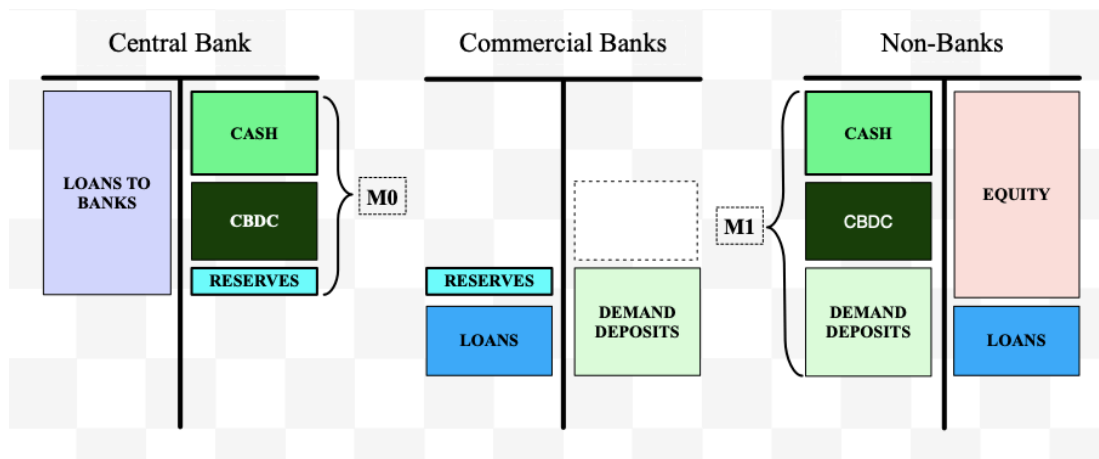 Central Bank
Commercial Banks
Non-Banks
LOANS TO
BANKS
CASH
CBDC
RESERVES
M0
RESERVES
LOANS
DEMAND
DEPOSITS
M1
CASH
CBDC
DEMAND
DEPOSITS
EQUITY
LOANS